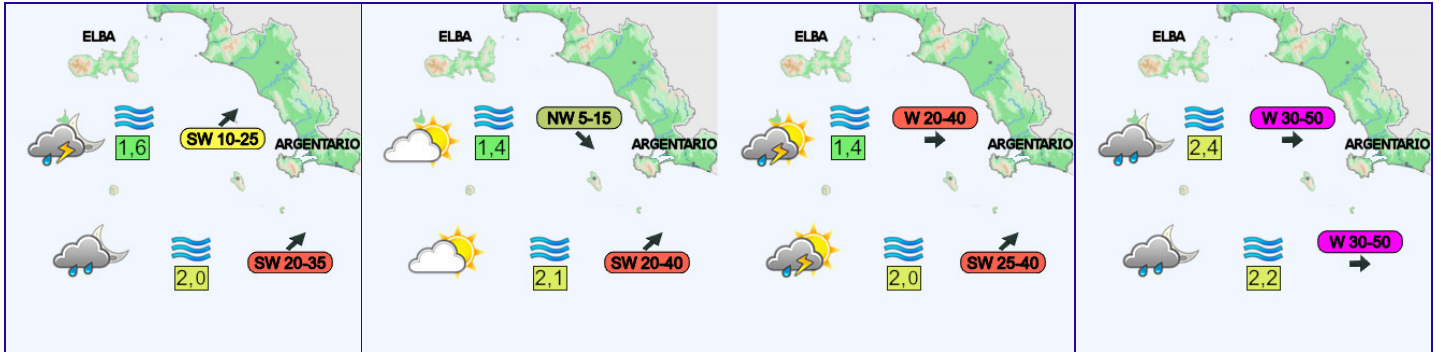 ELBA
1,6
SW 10-25
ARGENTARIO
2,0
SW 20-35
ELBA
1,4
NW 5-15
ARGENTARIO
2,1
SW 20-40
ELBA
1,4
W 20-40
ARGENTARIO
2,0
SW 25-40
ELBA
2,4
W 30-50
ARGENTARIO
2,2
W 30-50